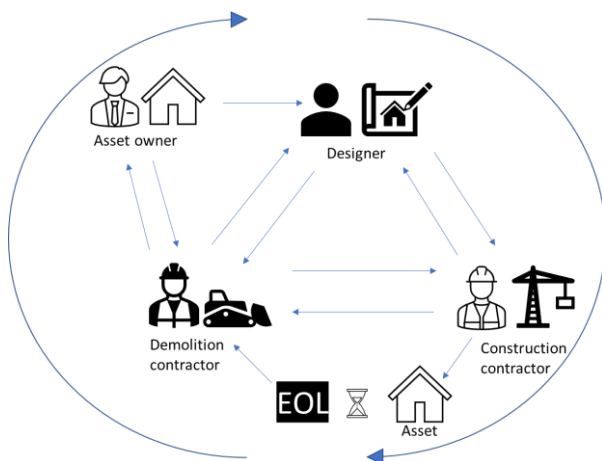 Asset owner
Designer
Demolition
contractor
Construction
contractor
EOL
Asset